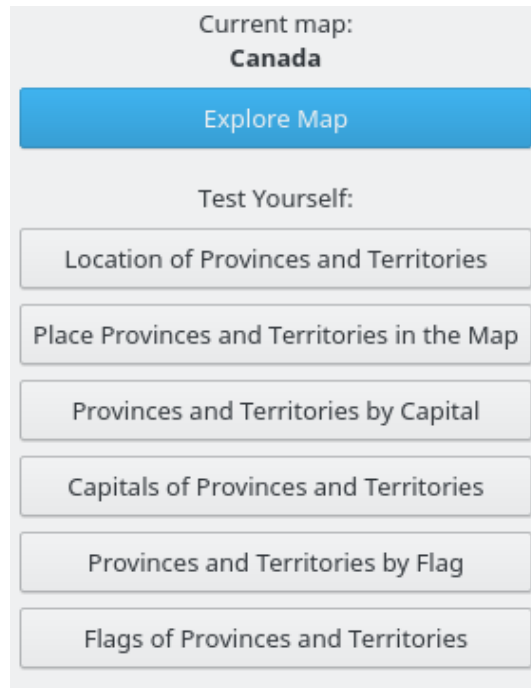 Current map:
Canada
Explore Map
Test Yourself:
Location of Provinces and Territories
Place Provinces and Territories in the Map
Provinces and Territories by Capital
Capitals of Provinces and Territories
Provinces and Territories by Flag
Flags of Provinces and Territories